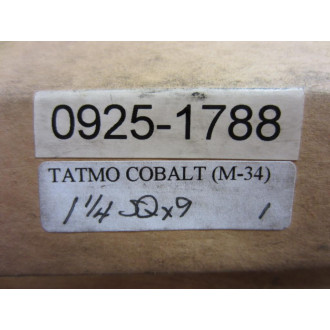 0925-1788
TATMO COBALT (M-34)
1 1/4 SQ x 9 1